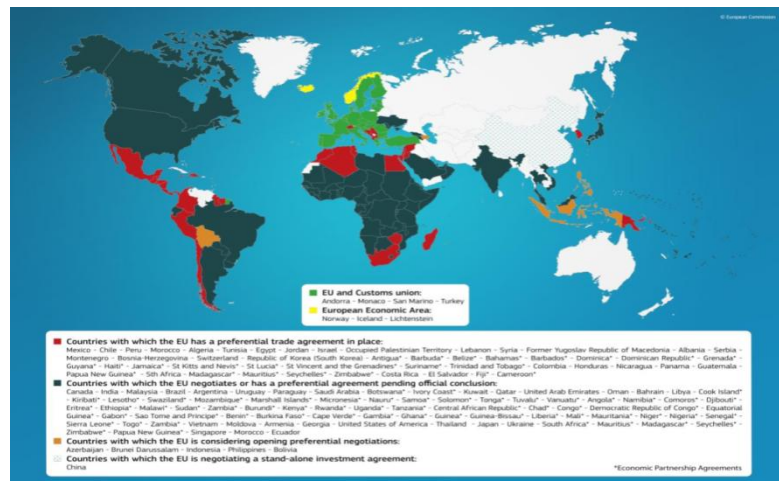 © European Commission
EU and Customs union:
Andorra - Monaco - San Marino - Turkey
European Economic Area:
Norway - Iceland - Lichtenstein
Countries with which the EU has a preferential trade agreement in place:
Mexico - Chile - Peru - Morocco - Algeria - Tunisia - Egypt - Jordan - Israel - Occupied Palestinian Territory - Lebanon - Syria - Former Yugoslav Republic of Macedonia - Albania - Serbia -
Montenegro - Bosnia-Herzegovina - Switzerland - Republic of Korea (South Korea) - Antigua* - Barbuda* - Belize* - Bahamas* - Barbados* - Dominica* - Dominican Republic* - Grenada* -
Guyana* - Haiti* - Jamaica* - St Kitts and Nevis* - St Lucia* - St Vincent and the Grenadines* - Suriname* - Trinidad and Tobago* - Colombia - Honduras - Nicaragua - Panama - Guatemala -
Papua New Guinea* - Sth Africa - Madagascar* - Mauritius* - Seychelles* - Zimbabwe* - Costa Rica - El Salvador - Fiji* - Cameroon*
Countries with which the EU negotiates or has a preferential agreement pending official conclusion:
Canada - India - Malaysia - Brazil - Argentina - Uruguay - Paraguay - Saudi Arabia - Botswana* - Ivory Coast* - Kuwait - Qatar - United Arab Emirates - Oman - Bahrain - Libya - Cook Island*
- Kiribati* - Lesotho* - Swaziland* - Mozambique* - Marshall Islands* - Micronesia* - Nauru* - Samoa* - Solomon* - Tonga* - Tuvalu* - Vanuatu* - Angola* - Namibia* - Comoros* - Djibouti* -
Eritrea* - Ethiopia* - Malawi* - Sudan* - Zambia* - Burundi* - Kenya* - Rwanda* - Uganda* - Tanzania* - Central African Republic* - Chad* - Congo* - Democratic Republic of Congo* - Equatorial
Guinea* - Gabon* - Sao Tome and Principe* - Benin* - Burkina Faso* - Cape Verde* - Gambia* - Ghana* - Guinea* - Guinea-Bissau* - Liberia* - Mali* - Mauritania* - Niger* - Nigeria* - Senegal* -
Sierra Leone* - Togo* - Zambia* - Vietnam - Moldova - Armenia - Georgia - United States of America - Thailand - Japan - Ukraine - South Africa* - Mauritius* - Madagascar* - Seychelles* -
Zimbabwe* - Papua New Guinea* - Singapore - Morocco - Ecuador
Countries with which the EU is considering opening preferential negotiations:
Azerbaijan - Brunei Darussalam - Indonesia - Philippines - Bolivia
Countries with which the EU is negotiating a stand-alone investment agreement:
China
*Economic Partnership Agreements